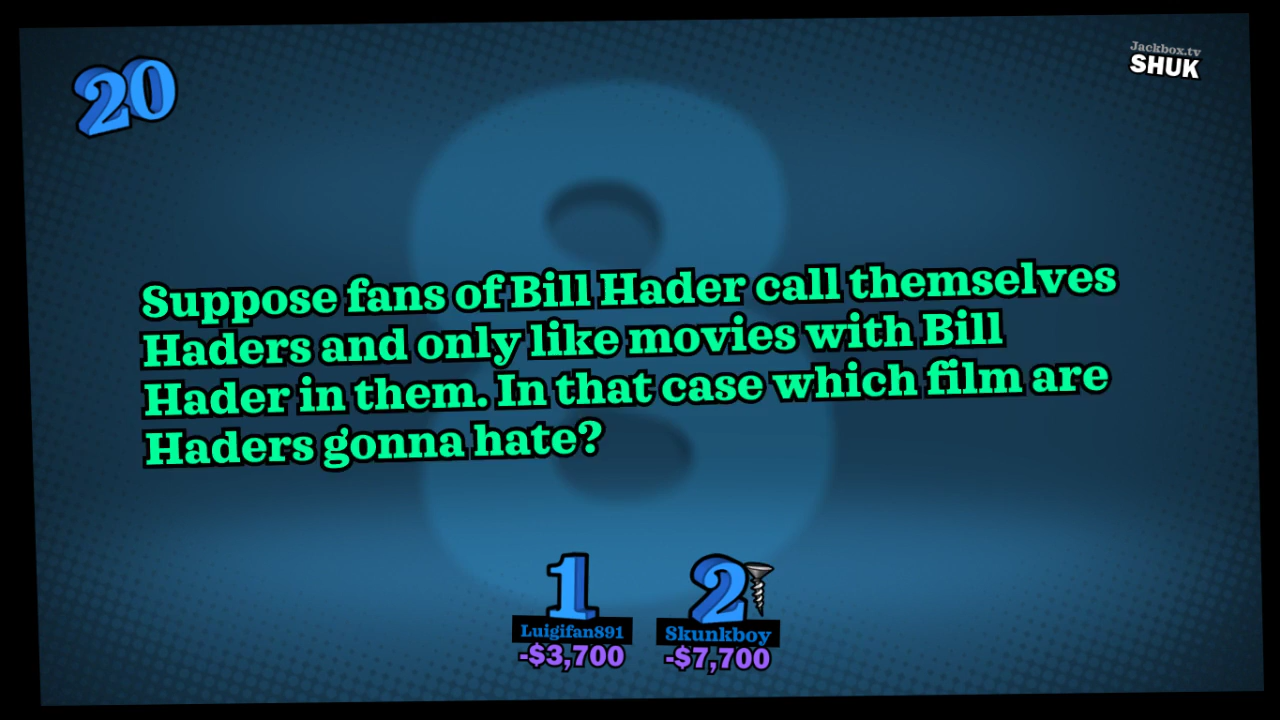 20
Jackbox.tv
SHUK
Suppose fans of Bill Hader call themselves
Haders and only like movies with Bill
Hader in them. In that case which film are
Haders gonna hate?
8
1
2
Luigifan891
Skunkboy
-$3,700
-$7,700